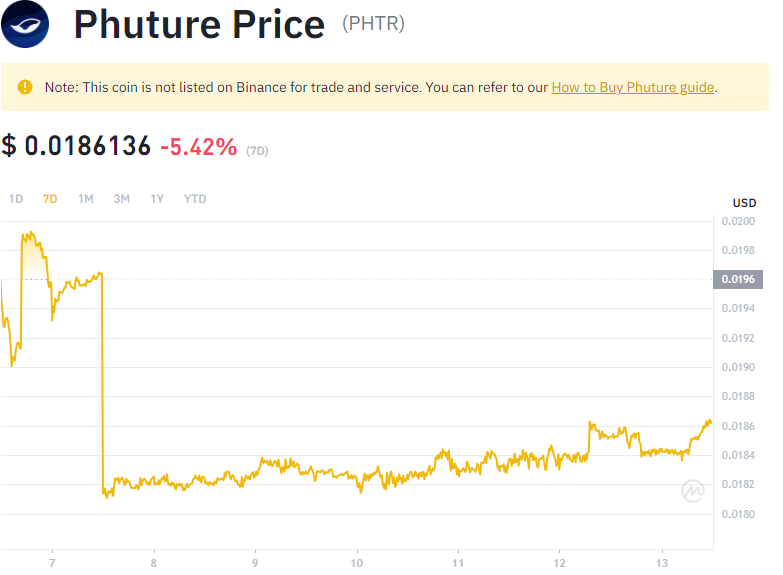 Phuture Price (PHTR)
Note: This coin is not listed on Binance for trade and service. You can refer to our How to Buy Phuture guide.
$ 0.0186136 -5.42% (7D)
1D 7D 1M 3M 1Y YTD
USD
0.0200
0.0198
0.0196
0.0194
0.0192
0.0190
0.0188
0.0186
0.0184
0.0182
0.0180
7 8 9 10 11 12 13